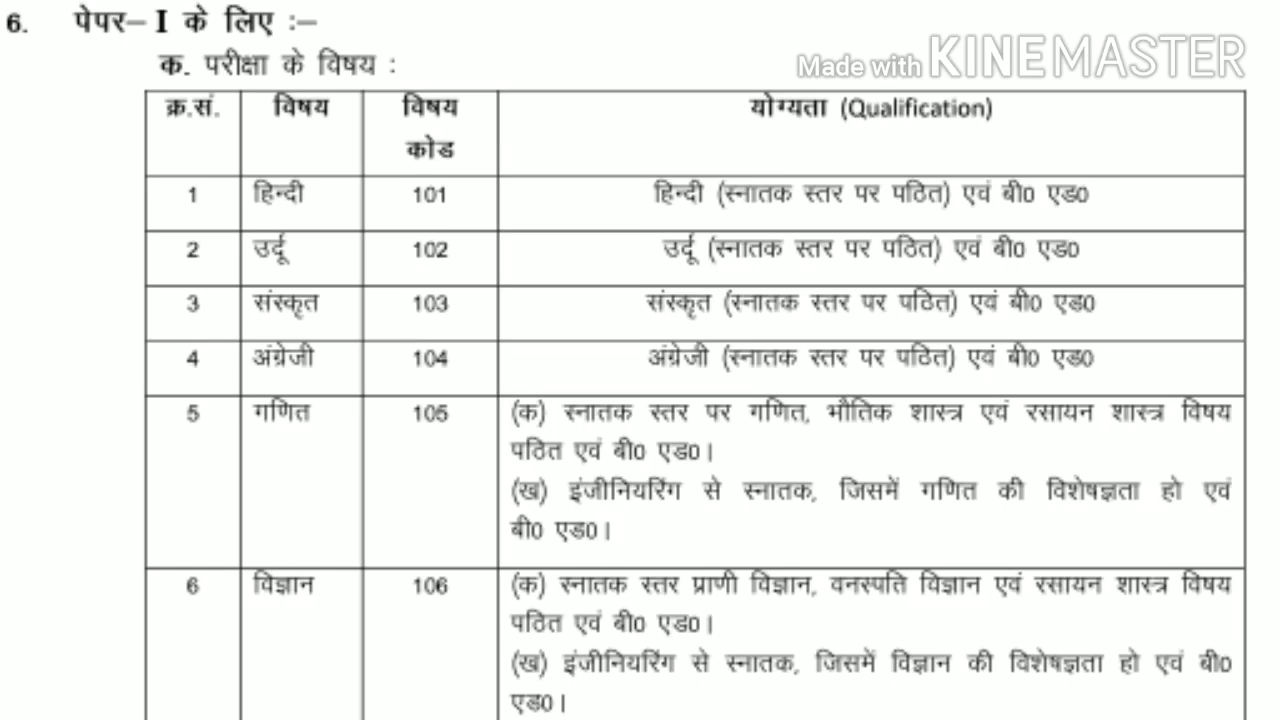 6. पेपर– I के लिए :–
Made with KINEMASTER
क. परीक्षा के विषय :
क्र.सं. विषय विषय कोड योग्यता (Qualification)
1 हिन्दी 101 हिन्दी (स्नातक स्तर पर पठित) एवं बी0 एड0
2 उर्दू 102 उर्दू (स्नातक स्तर पर पठित) एवं बी0 एड0
3 संस्कृत 103 संस्कृत (स्नातक स्तर पर पठित) एवं बी0 एड0
4 अंग्रेजी 104 अंग्रेजी (स्नातक स्तर पर पठित) एवं बी0 एड0
5 गणित 105 (क) स्नातक स्तर पर गणित, भौतिक शास्त्र एवं रसायन शास्त्र विषय
पठित एवं बी0 एड0।
(ख) इंजीनियरिंग से स्नातक, जिसमें गणित की विशेषज्ञता हो एवं
बी0 एड0।
6 विज्ञान 106 (क) स्नातक स्तर प्राणी विज्ञान, वनस्पति विज्ञान एवं रसायन शास्त्र विषय
पठित एवं बी0 एड0।
(ख) इंजीनियरिंग से स्नातक, जिसमें विज्ञान की विशेषज्ञता हो एवं बी0
एड0।